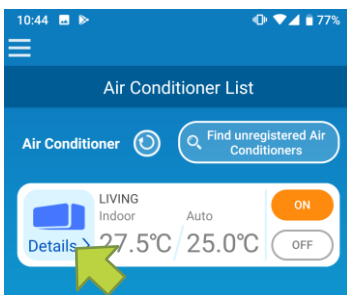 10:44 77%
Air Conditioner List
Air Conditioner
Find unregistered Air
Conditioners
LIVING
Indoor Auto
ON
Details > 27.5℃ 25.0℃
OFF